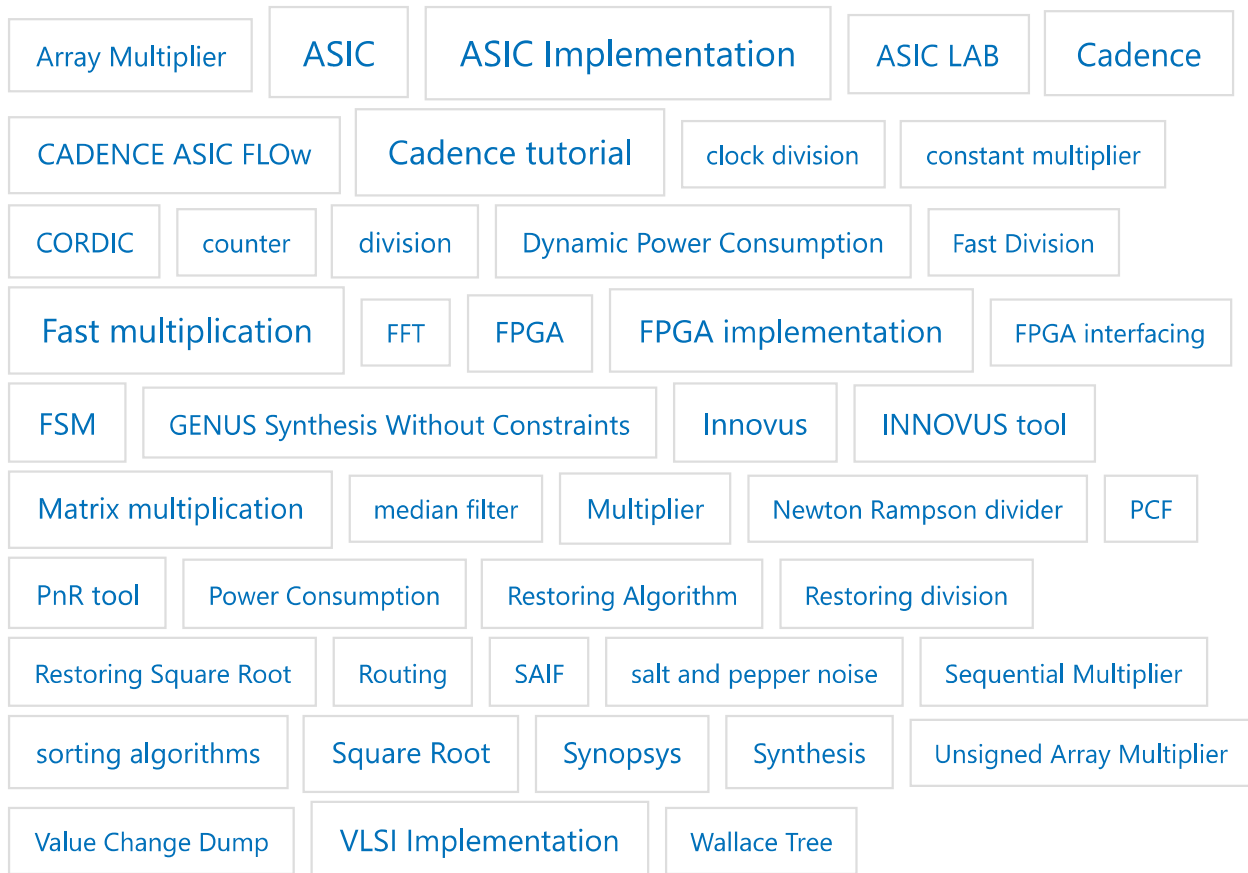 Array Multiplier ASIC ASIC Implementation ASIC LAB Cadence
CADENCE ASIC FLOw Cadence tutorial clock division constant multiplier
CORDIC counter division Dynamic Power Consumption Fast Division
Fast multiplication FFT FPGA FPGA implementation FPGA interfacing
FSM GENUS Synthesis Without Constraints Innovus INNOVUS tool
Matrix multiplication median filter Multiplier Newton Rampson divider PCF
PnR tool Power Consumption Restoring Algorithm Restoring division
Restoring Square Root Routing SAIF salt and pepper noise Sequential Multiplier
sorting algorithms Square Root Synopsys Synthesis Unsigned Array Multiplier
Value Change Dump VLSI Implementation Wallace Tree